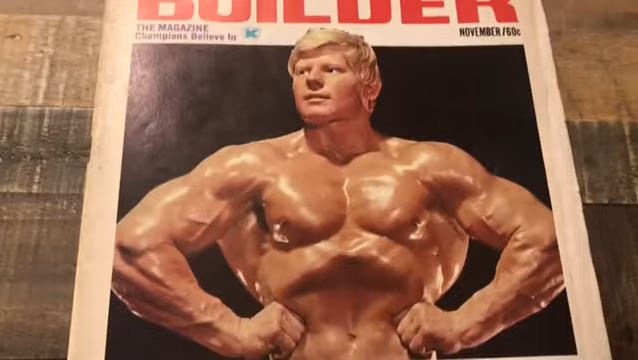 BUILDER
THE MAGAZINE
Champions Believe In
NOVEMBER/60c